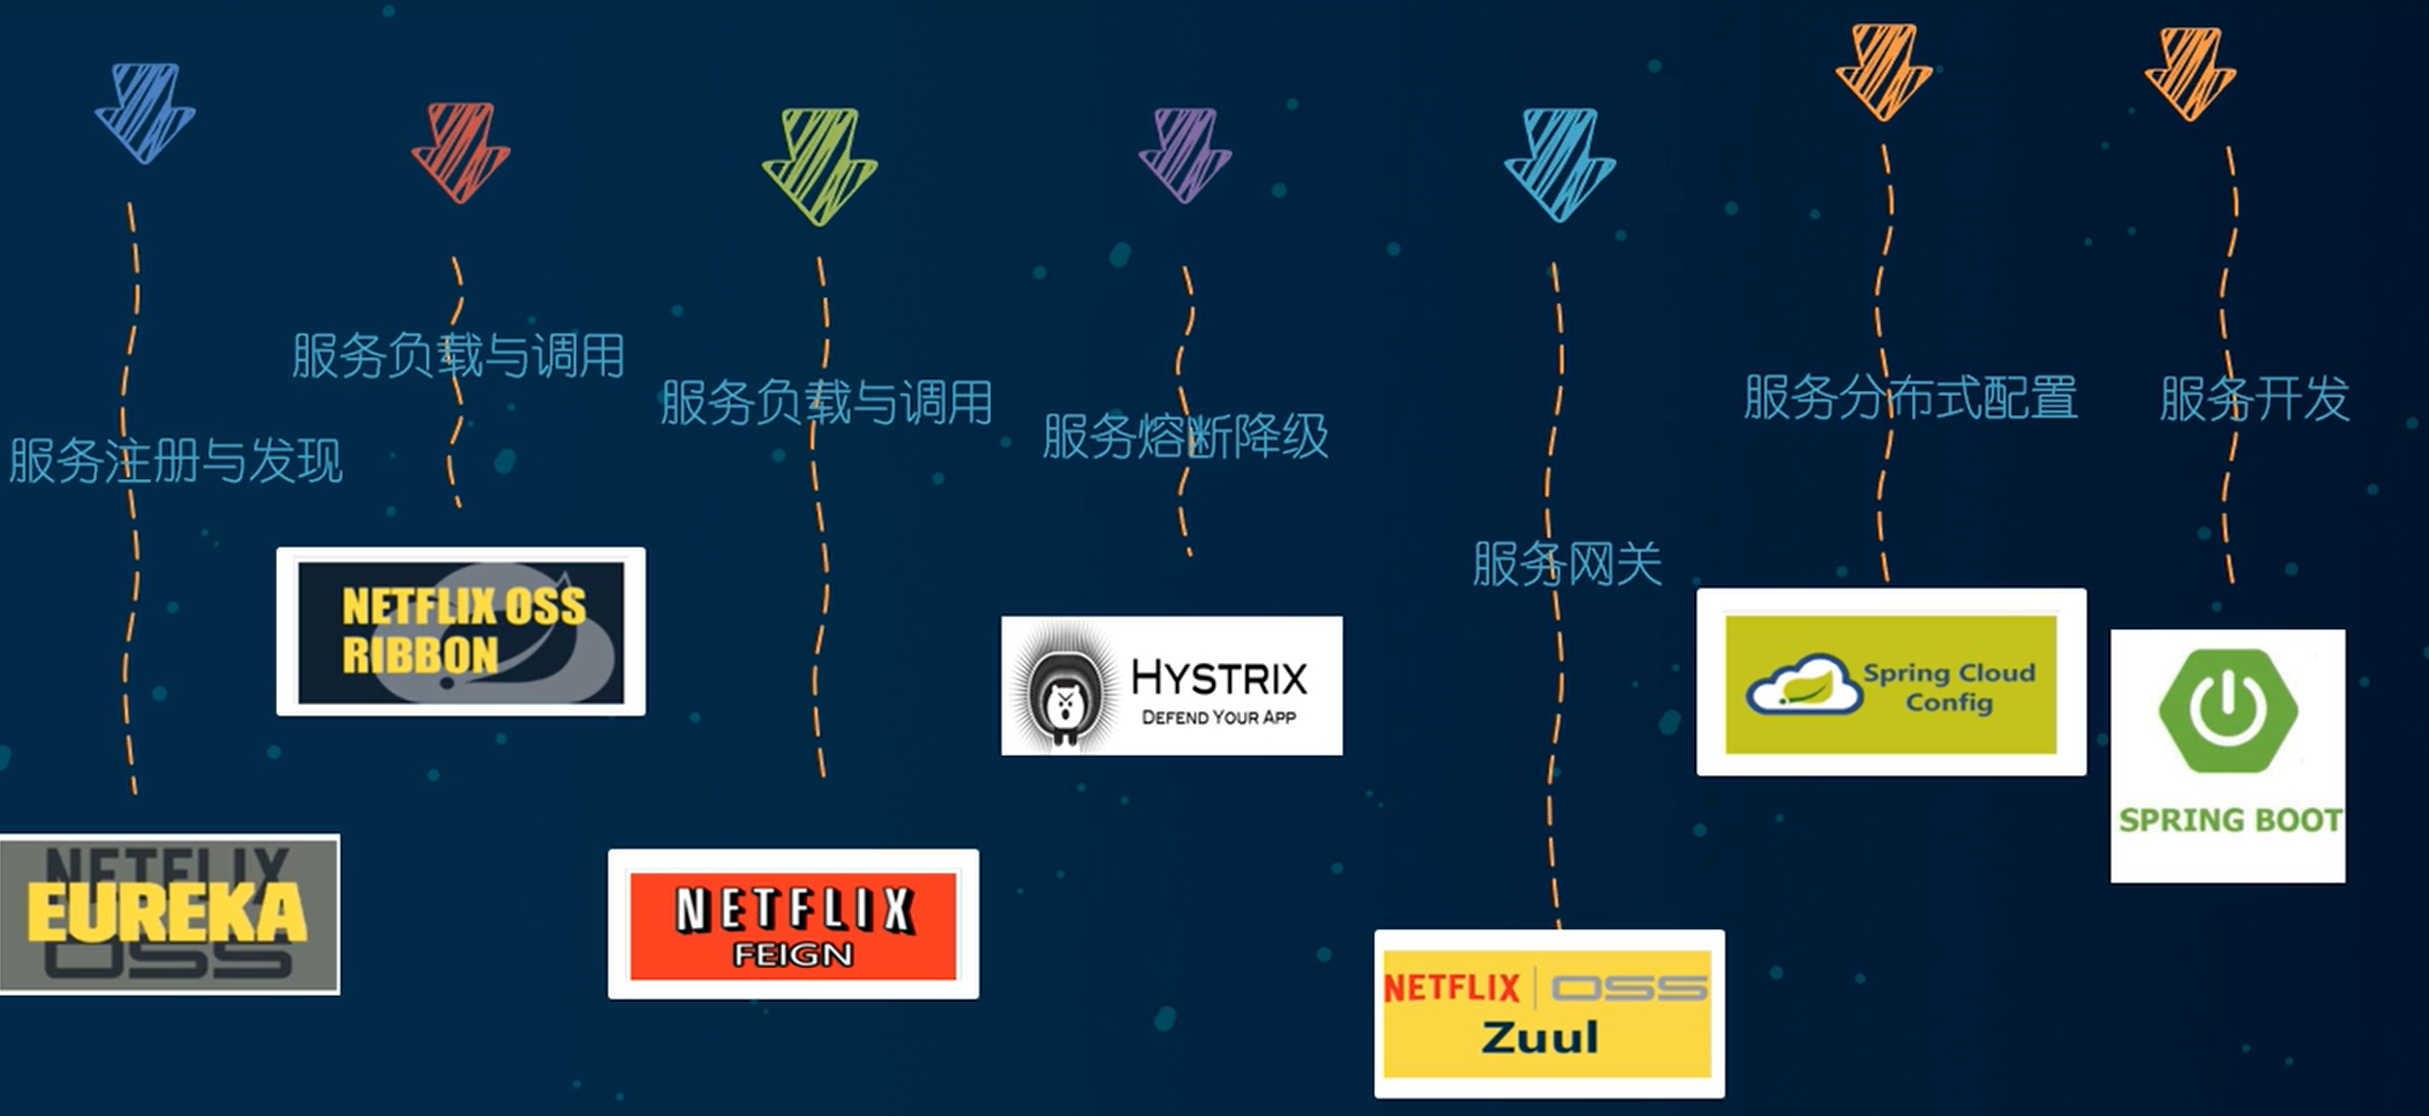 服务注册与发现
NETFLIX
EUREKA
OSS
服务负载与调用
NETFLIX OSS
RIBBON
服务负载与调用
NETFLIX
FEIGN
服务熔断降级
HYSTRIX
DEFEND YOUR APP
服务网关
NETFLIX OSS
Zuul
服务分布式配置
Spring Cloud
Config
服务开发
SPRING BOOT